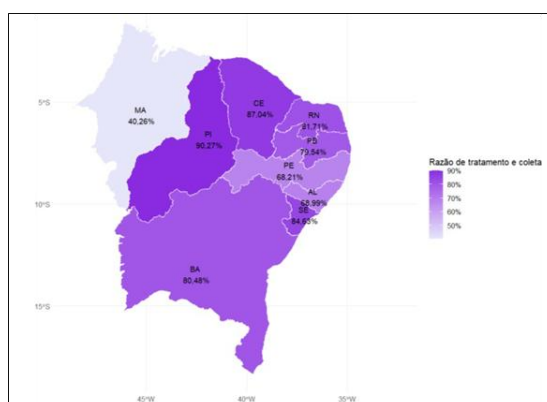 MA
40.26%
PI
90.27%
CE
87.04%
RN
81.71%
PB
79.54%
PE
68.21%
AL
68.99%
SE
84.63%
BA
80.48%
5°S
10°S
15°S
45°W
40°W
35°W
Razão de tratamento e coleta
90%
80%
70%
60%
50%